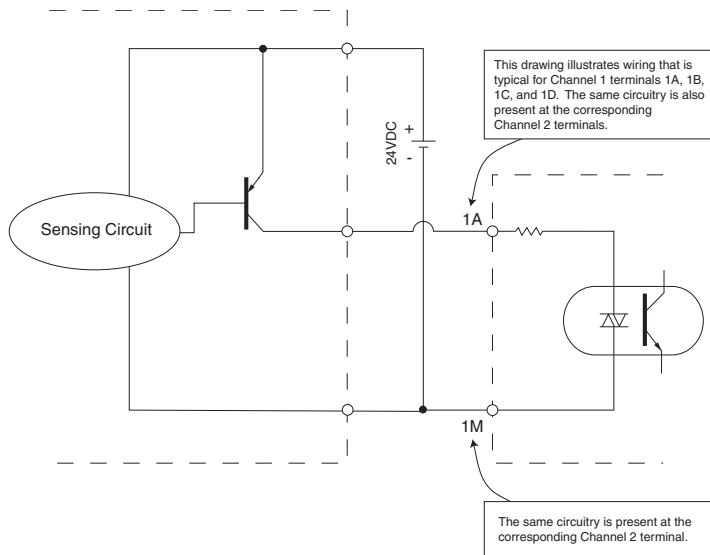 This drawing illustrates wiring that is
typical for Channel 1 terminals 1A, 1B,
1C, and 1D.  The same circuitry is also
present at the corresponding
Channel 2 terminals.
24VDC
+
-
1A
Sensing Circuit
1M
The same circuitry is present at the
corresponding Channel 2 terminal.